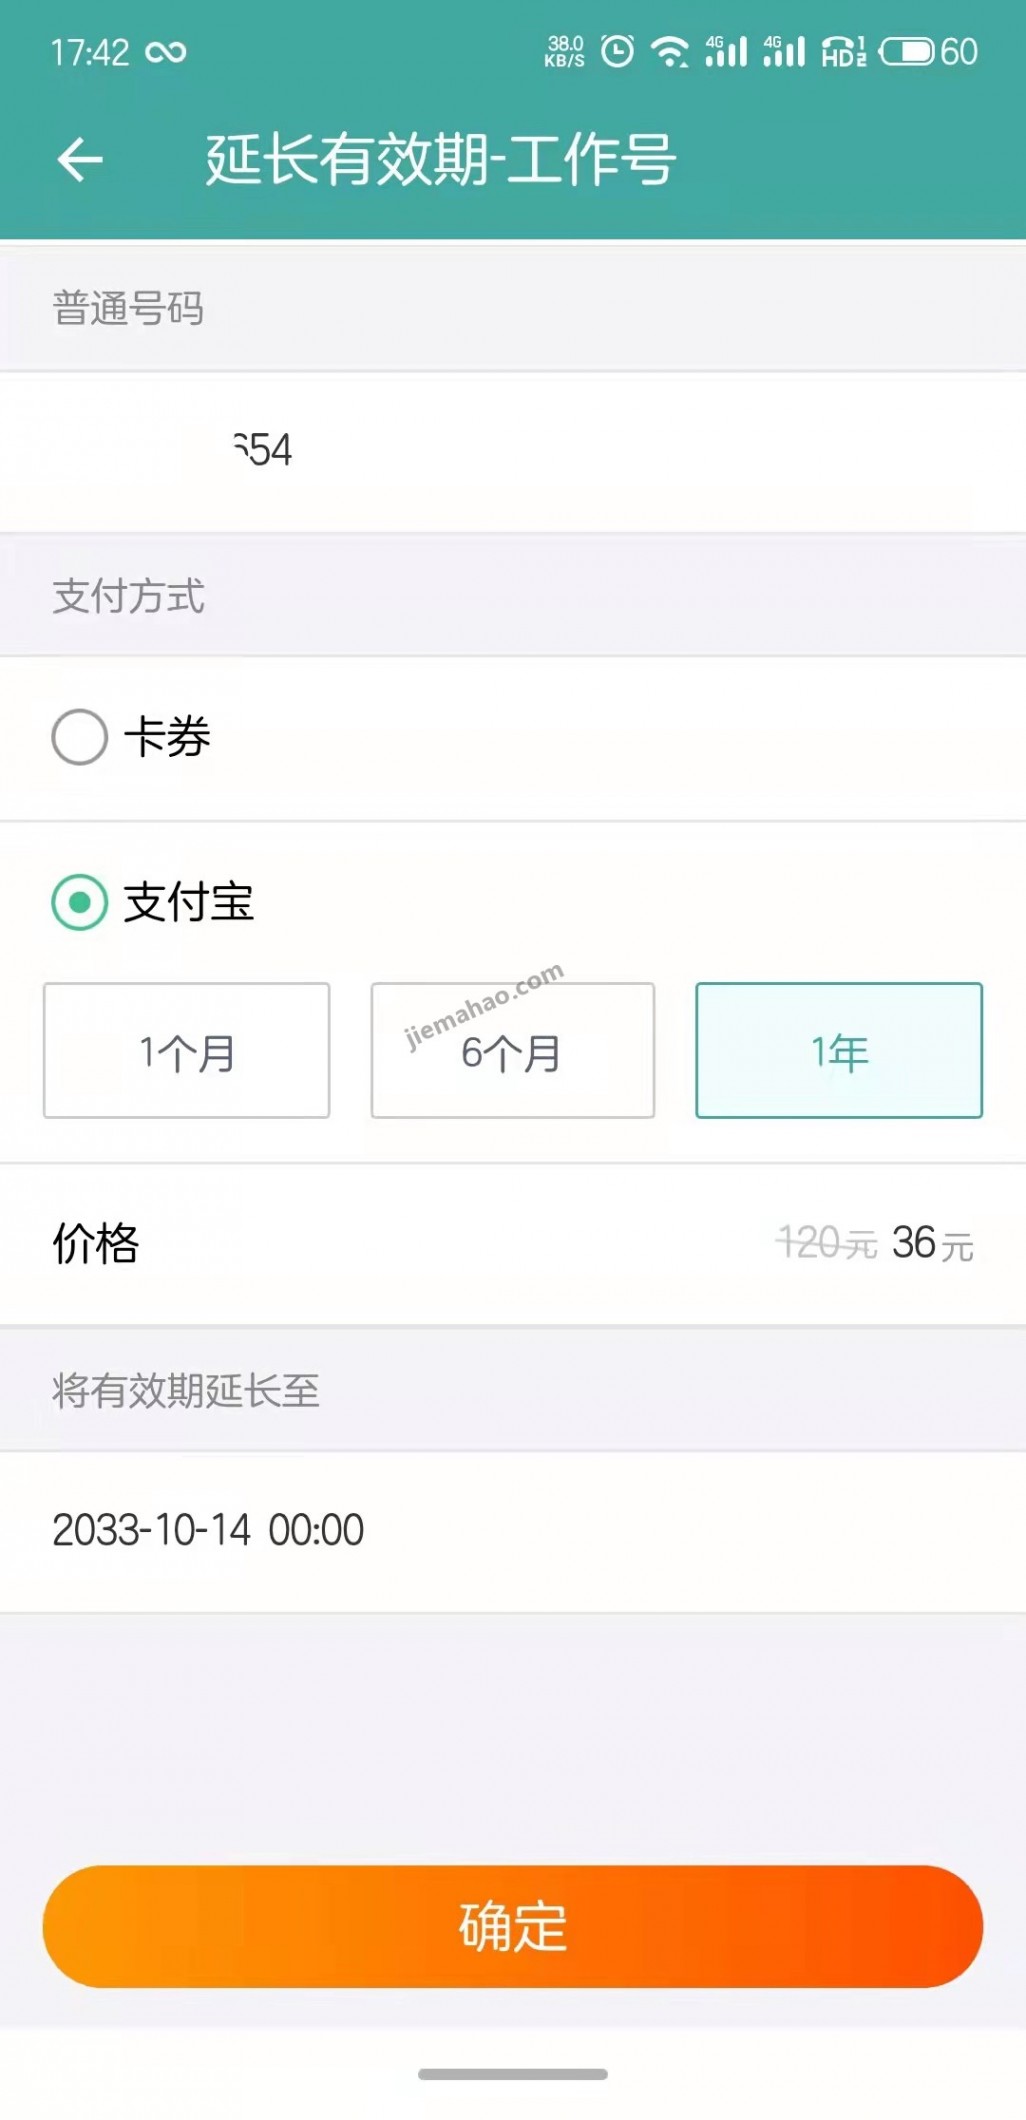 17:42 38.0 KB/S 4G 4G HD 1 2 60
延长有效期-工作号
普通号码
654
支付方式
卡券
支付宝
jiemahao.com
1个月 6个月 1年
价格 120元 36元
将有效期延长至
2033-10-14 00:00
确定